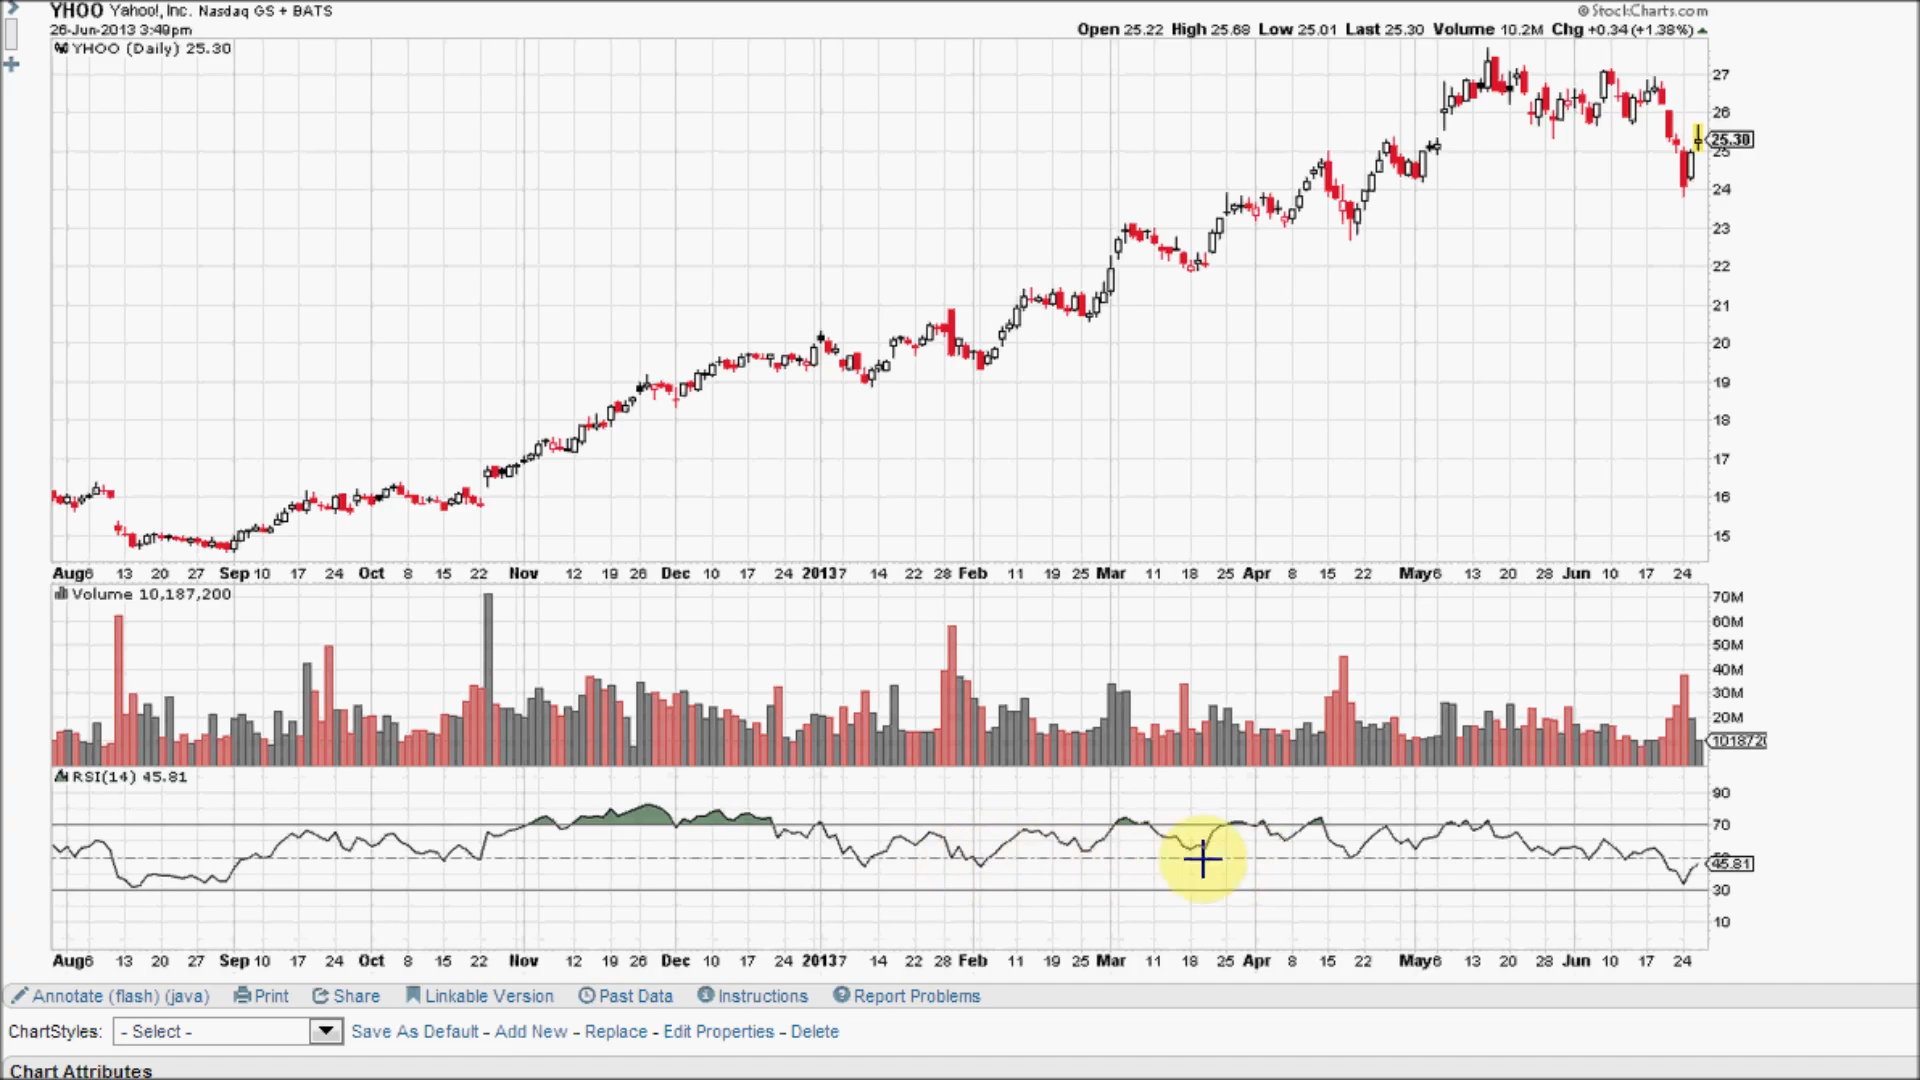 YHOO Yahoo!, Inc. Nasdaq GS + BATS
© StockCharts.com
26-Jun-2013 3:49pm
Open 25.22 High 25.68 Low 25.01 Last 25.30 Volume 10.2M Chg +0.34 (+1.38%)
YHOO (Daily) 25.30
27
26
25.30
25
24
23
22
21
20
19
18
17
16
15
Aug6 13 20 27 Sep 10 17 24 Oct 8 15 22 Nov 12 19 26 Dec 10 17 24 2013 7 14 22 28 Feb 11 19 25 Mar 11 18 25 Apr 8 15 22 May6 13 20 28 Jun 10 17 24
Volume 10,187,200
70M
60M
50M
40M
30M
20M
1018720
RSI(14) 45.81
90
70
45.81
30
10
Aug6 13 20 27 Sep 10 17 24 Oct 8 15 22 Nov 12 19 26 Dec 10 17 24 2013 7 14 22 28 Feb 11 19 25 Mar 11 18 25 Apr 8 15 22 May6 13 20 28 Jun 10 17 24
Annotate (flash) (java) Print Share Linkable Version Past Data Instructions Report Problems
ChartStyles: - Select - Save As Default - Add New - Replace - Edit Properties - Delete
Chart Attributes